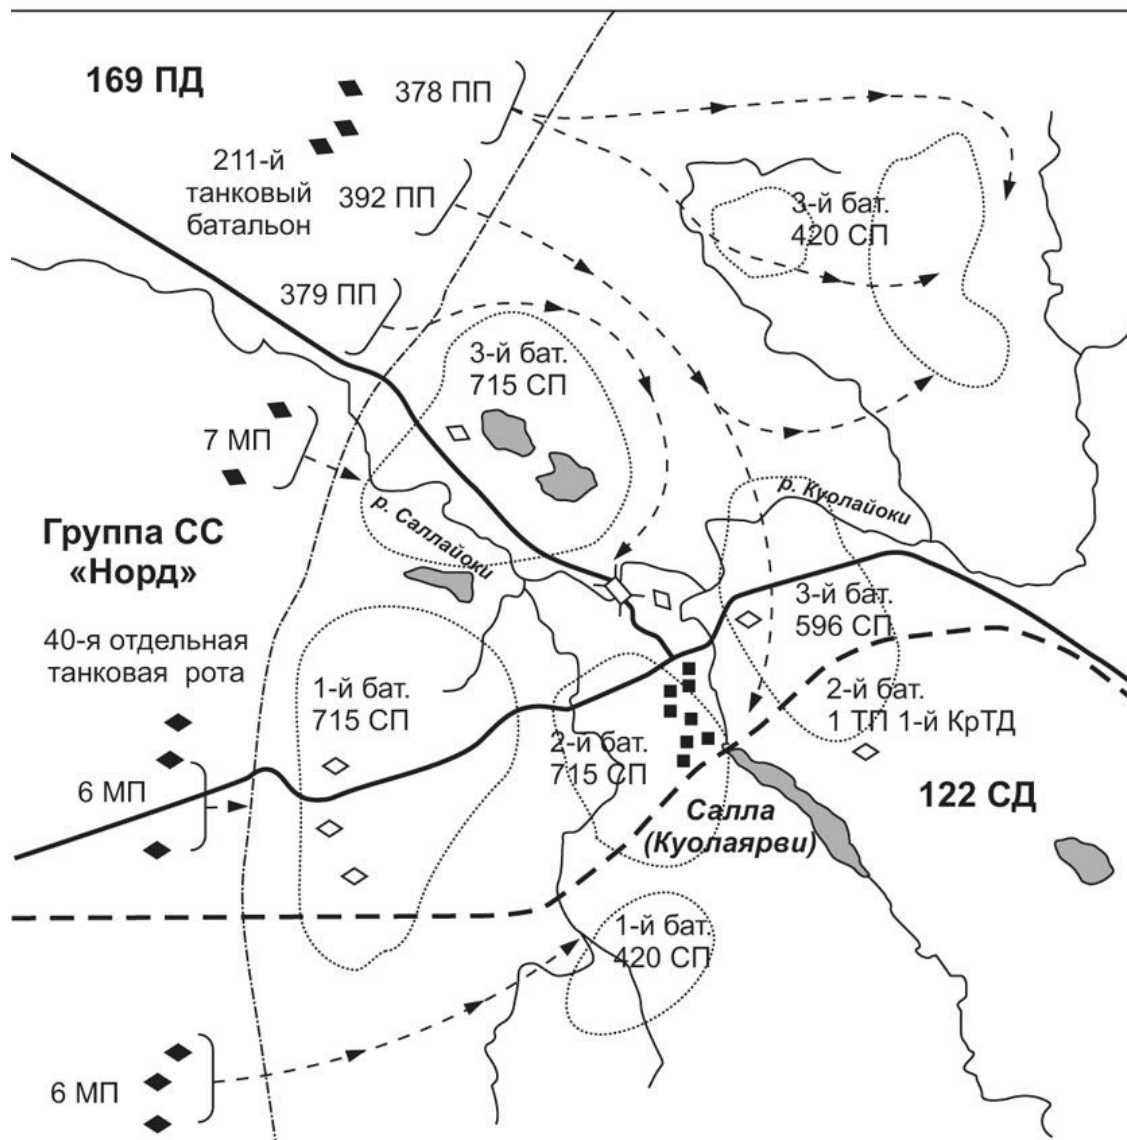 169 ПД
378 ПП
211-й
танковый
батальон
392 ПП
3-й бат.
420 СП
379 ПП
3-й бат.
715 СП
7 МП
р. Саллайоки
р. Куолайоки
Группа СС
«Норд»
40-я отдельная
танковая рота
3-й бат.
596 СП
1-й бат.
715 СП
2-й бат.
1 ТП 1-й КрТД
2-й бат.
715 СП
6 МП
122 СД
Салла
(Куолаярви)
1-й бат.
420 СП
6 МП